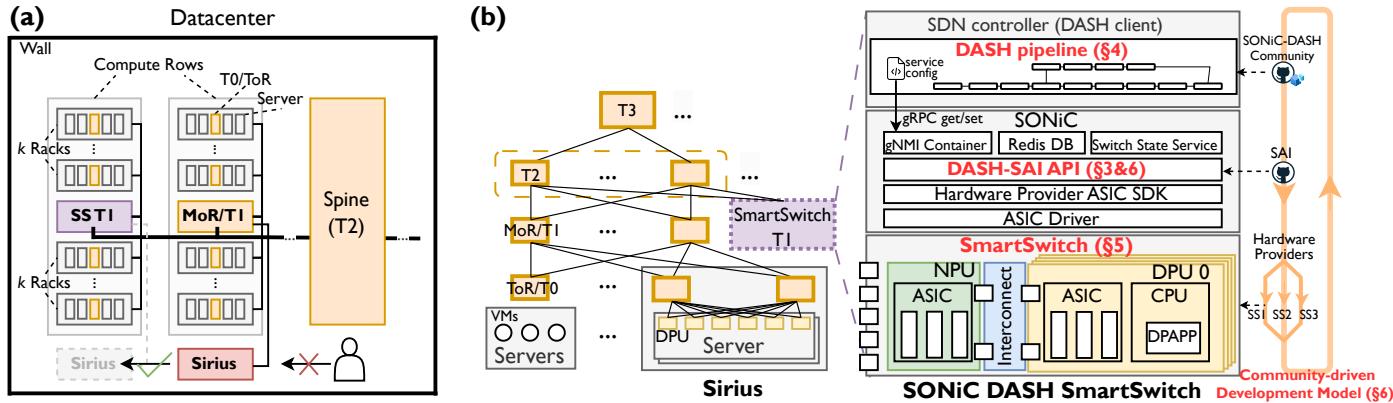 (a)
Datacenter
Wall
Compute Rows
T0/ToR
Server
k Racks
SS T1
MoR/T1
Spine
(T2)
k Racks
Sirius
Sirius
(b)
T3
...
T2
...
...
MoR/T1
...
SmartSwitch
T1
ToR/T0
...
VMs
Servers
...
DPU
Server
Sirius
SDN controller (DASH client)
DASH pipeline (§4)
service
config
gRPC get/set
SONiC
gNMI Container
Redis DB
Switch State Service
DASH-SAI API (§3&6)
Hardware Provider ASIC SDK
ASIC Driver
SmartSwitch (§5)
NPU
ASIC
Interconnect
DPU 0
ASIC
CPU
DPAPP
SONiC DASH SmartSwitch
SONiC-DASH
Community
SAI
Hardware
Providers
SS1 SS2 SS3
Community-driven
Development Model (§6)